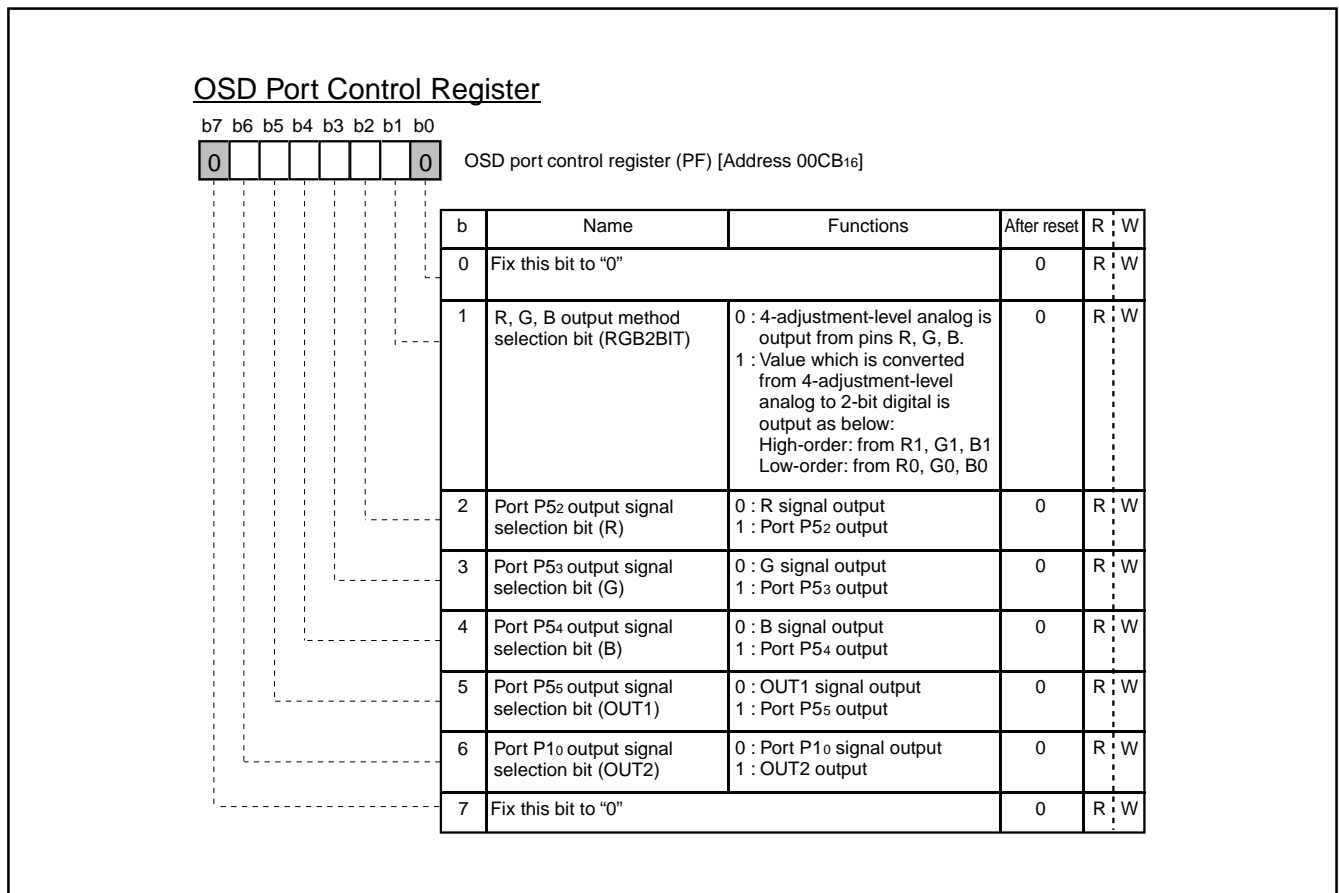 OSD Port Control Register
b7 b6 b5 b4 b3 b2 b1 b0
0 0
OSD port control register (PF) [Address 00CB16]
b Name Functions After reset R W
0 Fix this bit to “0” 0 R W
1 R, G, B output method selection bit (RGB2BIT)
0 : 4-adjustment-level analog is
output from pins R, G, B.
1 : Value which is converted
from 4-adjustment-level
analog to 2-bit digital is
output as below:
High-order: from R1, G1, B1
Low-order: from R0, G0, B0
0 R W
2 Port P52 output signal
selection bit (R)
0 : R signal output
1 : Port P52 output
0 R W
3 Port P53 output signal
selection bit (G)
0 : G signal output
1 : Port P53 output
0 R W
4 Port P54 output signal
selection bit (B)
0 : B signal output
1 : Port P54 output
0 R W
5 Port P55 output signal
selection bit (OUT1)
0 : OUT1 signal output
1 : Port P55 output
0 R W
6 Port P10 output signal
selection bit (OUT2)
0 : Port P10 signal output
1 : OUT2 output
0 R W
7 Fix this bit to “0” 0 R W